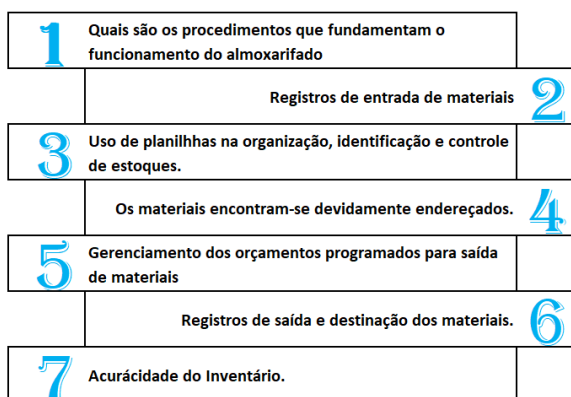 1 Quais são os procedimentos que fundamentam o
funcionamento do almoxarifado
Registros de entrada de materiais 2
3 Uso de planilhhas na organização, identificação e controle
de estoques.
Os materiais encontram-se devidamente endereçados. 4
5 Gerenciamento dos orçamentos programados para saída
de materiais
Registros de saída e destinação dos materiais. 6
7 Acurácidade do Inventário.